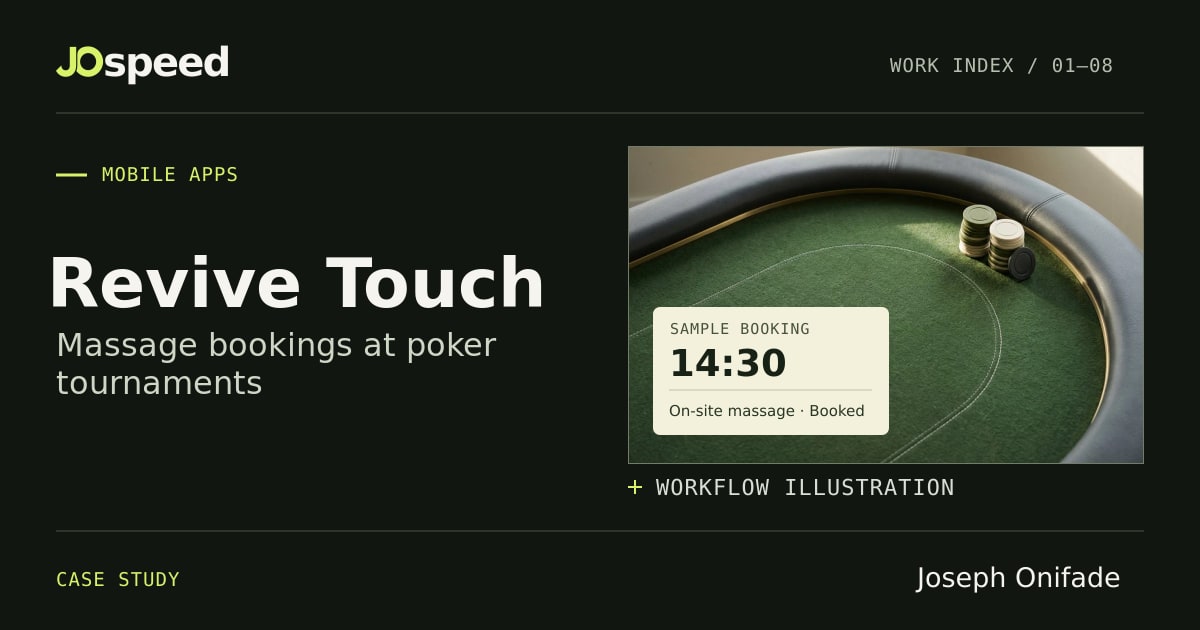 JOspeed
WORK INDEX / 01–08
MOBILE APPS
Revive Touch
Massage bookings at poker
tournaments
SAMPLE BOOKING
14:30
On-site massage · Booked
+ WORKFLOW ILLUSTRATION
CASE STUDY
Joseph Onifade